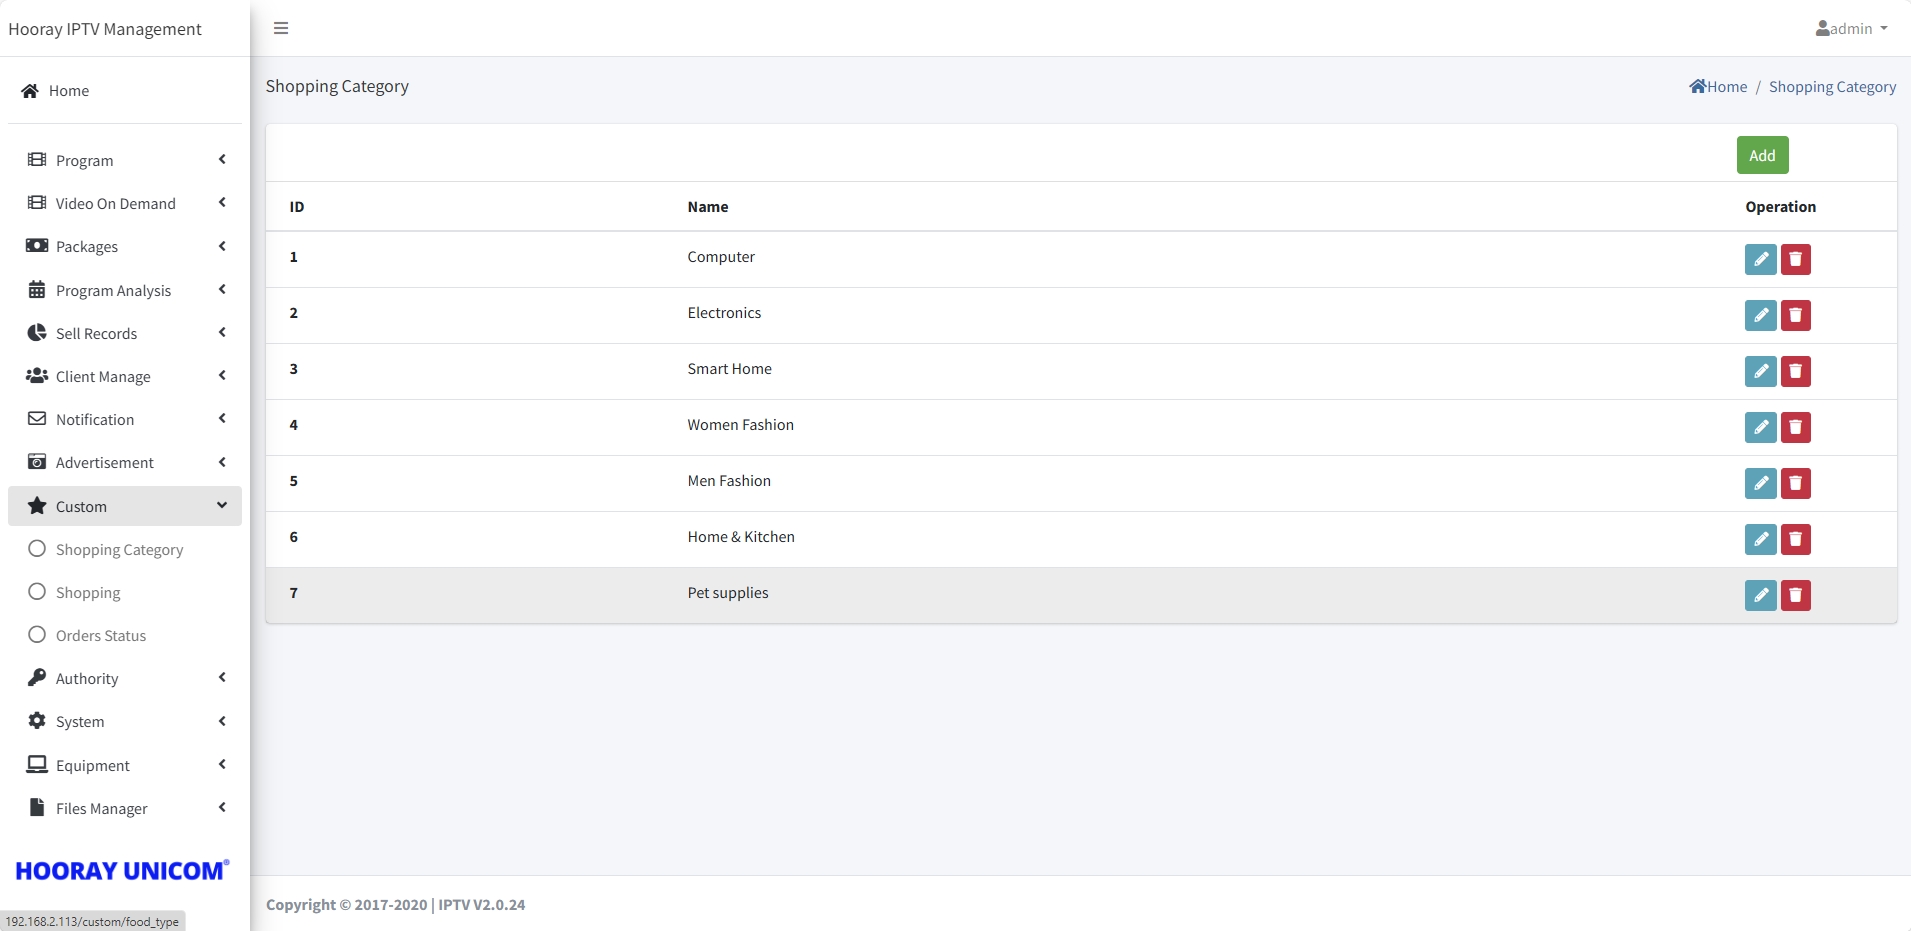 Hooray IPTV Management
admin
Home
Program
Video On Demand
Packages
Program Analysis
Sell Records
Client Manage
Notification
Advertisement
Custom
Shopping Category
Shopping
Orders Status
Authority
System
Equipment
Files Manager
HOORAY UNICOM®
192.168.2.113/custom/food_type
Shopping Category
Home / Shopping Category
Add
ID Name Operation
1 Computer
2 Electronics
3 Smart Home
4 Women Fashion
5 Men Fashion
6 Home & Kitchen
7 Pet supplies
Copyright © 2017-2020 | IPTV V2.0.24